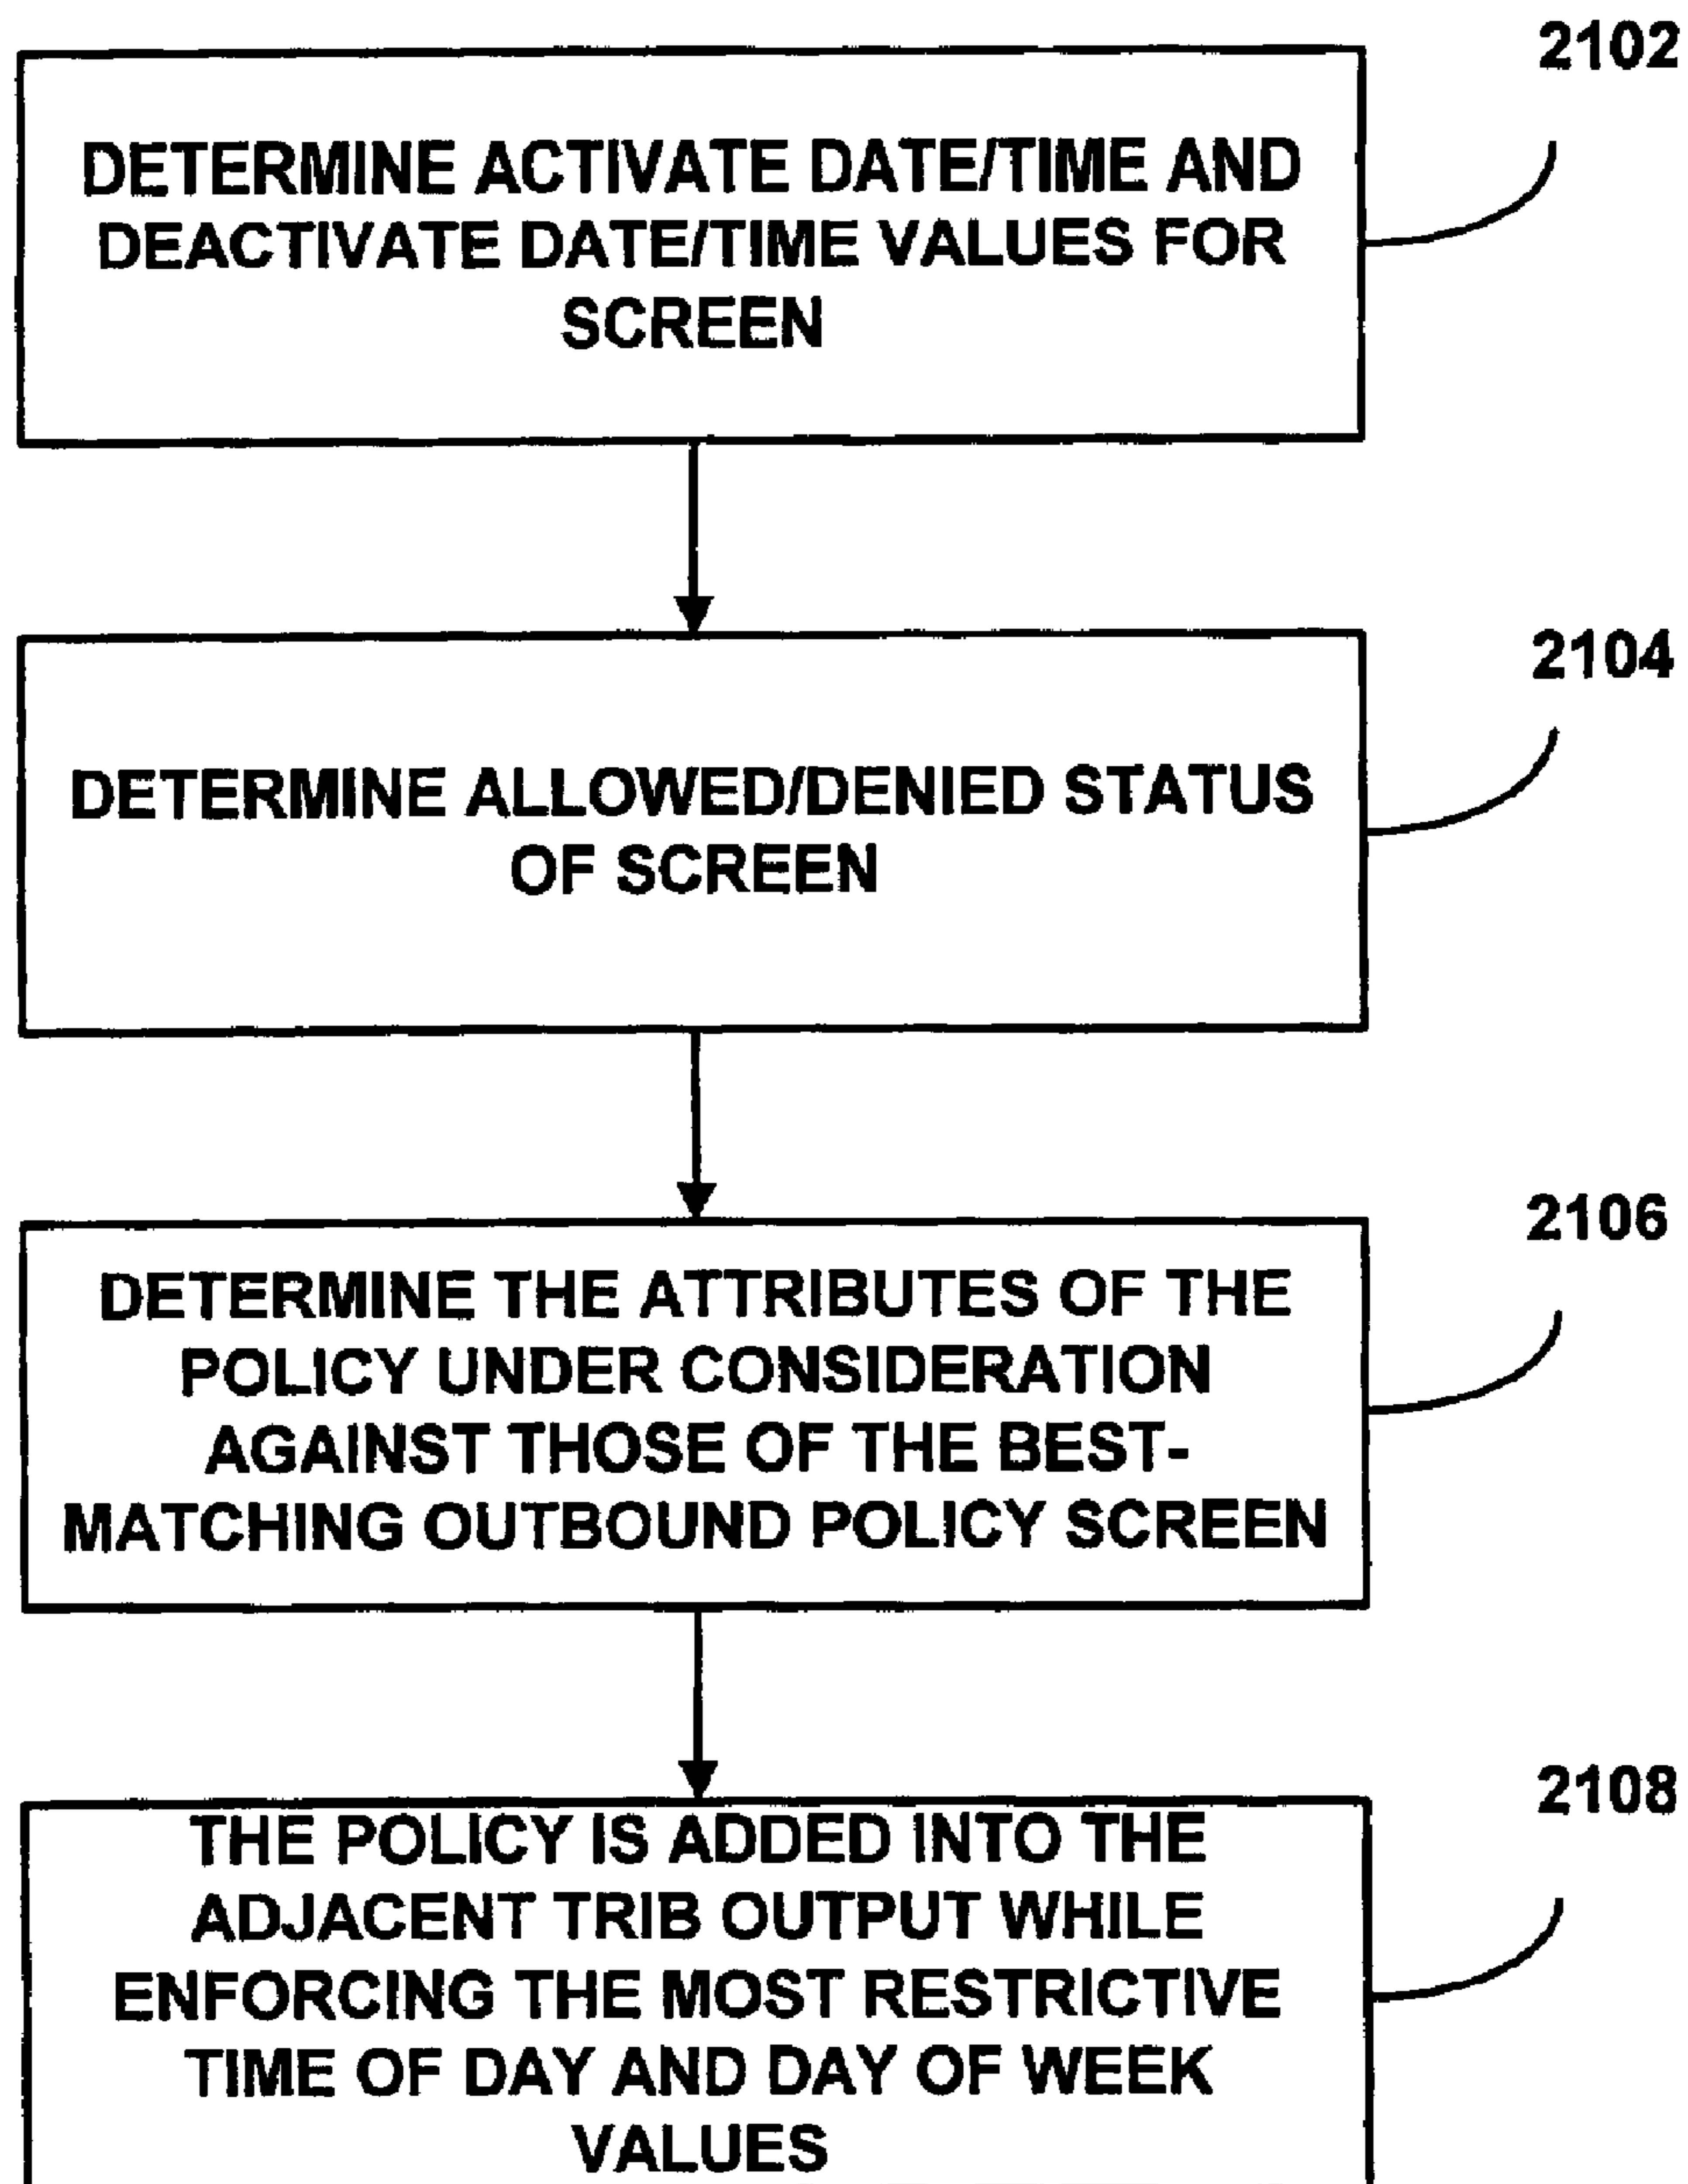 2102
DETERMINE ACTIVATE DATE/TIME AND
DEACTIVATE DATE/TIME VALUES FOR
SCREEN
2104
DETERMINE ALLOWED/DENIED STATUS
OF SCREEN
2106
DETERMINE THE ATTRIBUTES OF THE
POLICY UNDER CONSIDERATION
AGAINST THOSE OF THE BEST-
MATCHING OUTBOUND POLICY SCREEN
2108
THE POLICY IS ADDED INTO THE
ADJACENT TRIB OUTPUT WHILE
ENFORCING THE MOST RESTRICTIVE
TIME OF DAY AND DAY OF WEEK
VALUES